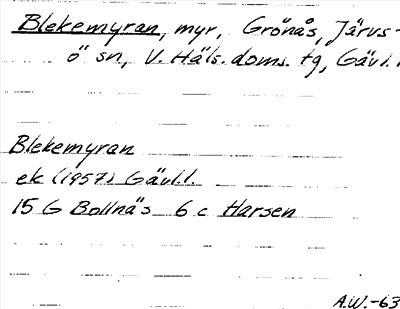 Blekemyran, myr, Grönås, Järvs-
ö sn, V. Häls. doms. tg, Gävl.l.
Blekemyran
ek (1957) Gävl.l.
15 G Bollnäs 6 c Harsen
A.W.-63